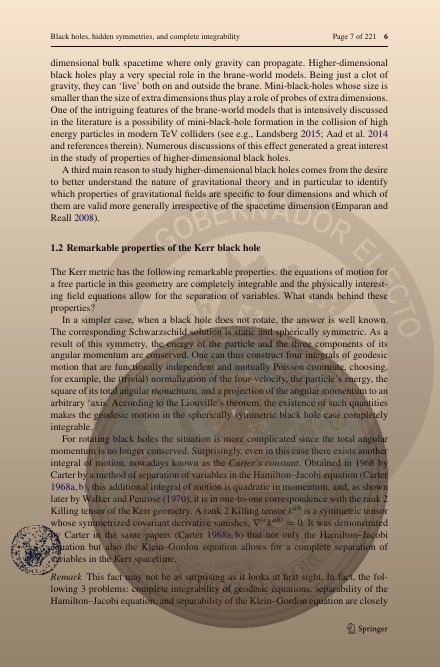 Black holes, hidden symmetries, and complete integrability
Page 7 of 221 6
dimensional bulk spacetime where only gravity can propagate. Higher-dimensional
black holes play a very special role in the brane-world models. Being just a clot of
gravity, they can ‘live’ both on and outside the brane. Mini-black-holes whose size is
smaller than the size of extra dimensions thus play a role of probes of extra dimensions.
One of the intriguing features of the brane-world models that is intensively discussed
in the literature is a possibility of mini-black-hole formation in the collision of high
energy particles in modern TeV colliders (see e.g., Landsberg 2015; Aad et al. 2014
and references therein). Numerous discussions of this effect generated a great interest
in the study of properties of higher-dimensional black holes.
A third main reason to study higher-dimensional black holes comes from the desire
to better understand the nature of gravitational theory and in particular to identify
which properties of gravitational fields are specific to four dimensions and which of
them are valid more generally irrespective of the spacetime dimension (Emparan and
Reall 2008).
1.2 Remarkable properties of the Kerr black hole
The Kerr metric has the following remarkable properties: the equations of motion for
a free particle in this geometry are completely integrable and the physically interest-
ing field equations allow for the separation of variables. What stands behind these
properties?
In a simpler case, when a black hole does not rotate, the answer is well known.
The corresponding Schwarzschild solution is static and spherically symmetric. As a
result of this symmetry, the energy of the particle and the three components of its
angular momentum are conserved. One can thus construct four integrals of geodesic
motion that are functionally independent and mutually Poisson commute, choosing,
for example, the (trivial) normalization of the four-velocity, the particle’s energy, the
square of its total angular momentum, and a projection of the angular momentum to an
arbitrary ‘axis. According to the Liouville’s theorem, the existence of such quantities
makes the geodesic motion in the spherically symmetric black hole case completely
integrable.
For rotating black holes the situation is more complicated since the total angular
momentum is no longer conserved. Surprisingly, even in this case there exists another
integral of motion, nowadays known as the Carter’s constant. Obtained in 1968 by
Carter by a method of separation of variables in the Hamilton–Jacobi equation (Carter
1968a, b), this additional integral of motion is quadratic in momentum, and, as shown
later by Walker and Penrose (1970), it is in one-to-one correspondence with the rank 2
Killing tensor of the Kerr geometry. A rank 2 Killing tensor kᵃᵇ is a symmetric tensor
whose symmetrized covariant derivative vanishes, ∇⁽ᶜkᵃᵇ⁾ = 0. It was demonstrated
by Carter in the same papers (Carter 1968a, b) that not only the Hamilton–Jacobi
equation but also the Klein–Gordon equation allows for a complete separation of
variables in the Kerr spacetime.
Remark This fact may not be as surprising as it looks at first sight. In fact, the fol-
lowing 3 problems: complete integrability of geodesic equations, separability of the
Hamilton–Jacobi equation, and separability of the Klein–Gordon equation are closely
Springer
GOBERNADOR ELECTO